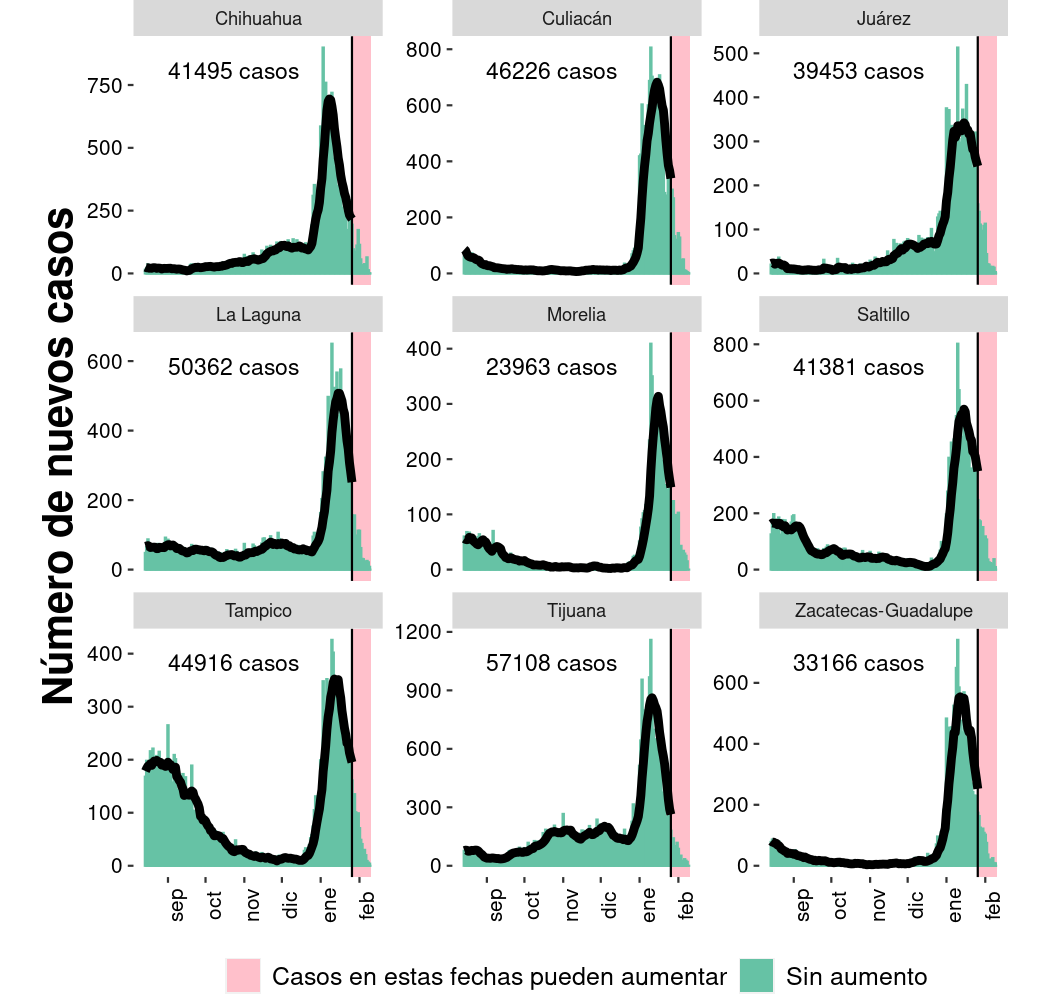 Número de nuevos casos
Chihuahua
Culiacán
Juárez
41495 casos
46226 casos
39453 casos
750
500
250
0
800
600
400
200
0
500
400
300
200
100
0
La Laguna
Morelia
Saltillo
50362 casos
23963 casos
41381 casos
600
400
200
0
400
300
200
100
0
800
600
400
200
0
Tampico
Tijuana
Zacatecas-Guadalupe
44916 casos
57108 casos
33166 casos
400
300
200
100
0
1200
900
600
300
0
600
400
200
0
sep oct nov dic ene feb
sep oct nov dic ene feb
sep oct nov dic ene feb
Casos en estas fechas pueden aumentar
Sin aumento